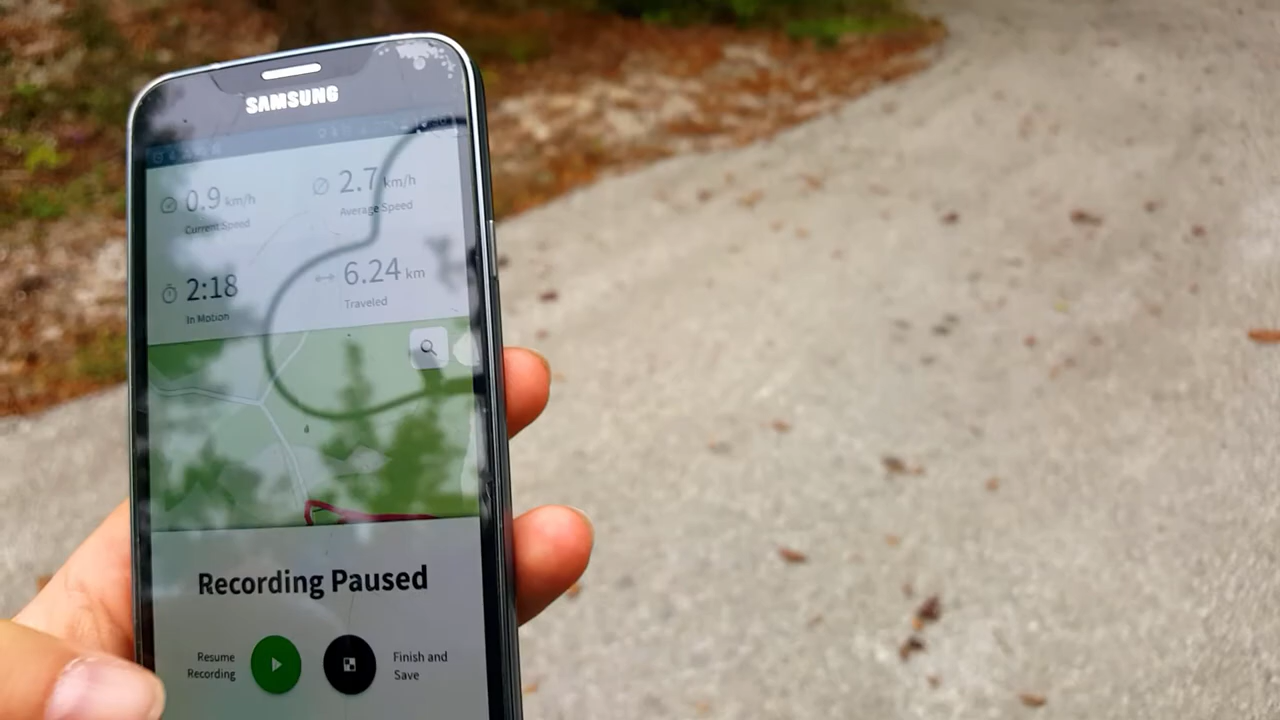 SAMSUNG
0.9 km/h
Current Speed
2.7 km/h
Average Speed
2:18
In Motion
6.24 km
Traveled
Recording Paused
Resume
Recording
Finish and
Save